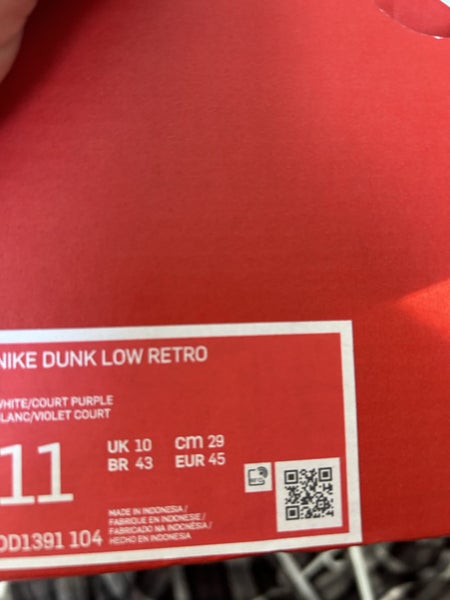 NIKE DUNK LOW RETRO
WHITE/COURT PURPLE
BLANC/VIOLET COURT
11
UK 10 cm 29
BR 43 EUR 45
DD1391 104
MADE IN INDONESIA/
FABRIQUE EN INDONESIE/
FABRICADO NA INDONÉSIA/
HECHO EN INDONESIA